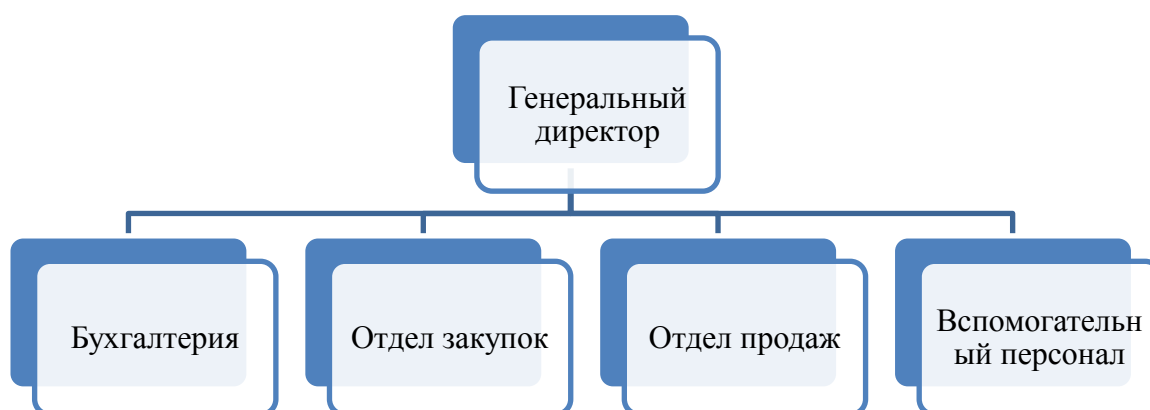 Генеральный
директор
Бухгалтерия
Отдел закупок
Отдел продаж
Вспомогательн
ый персонал